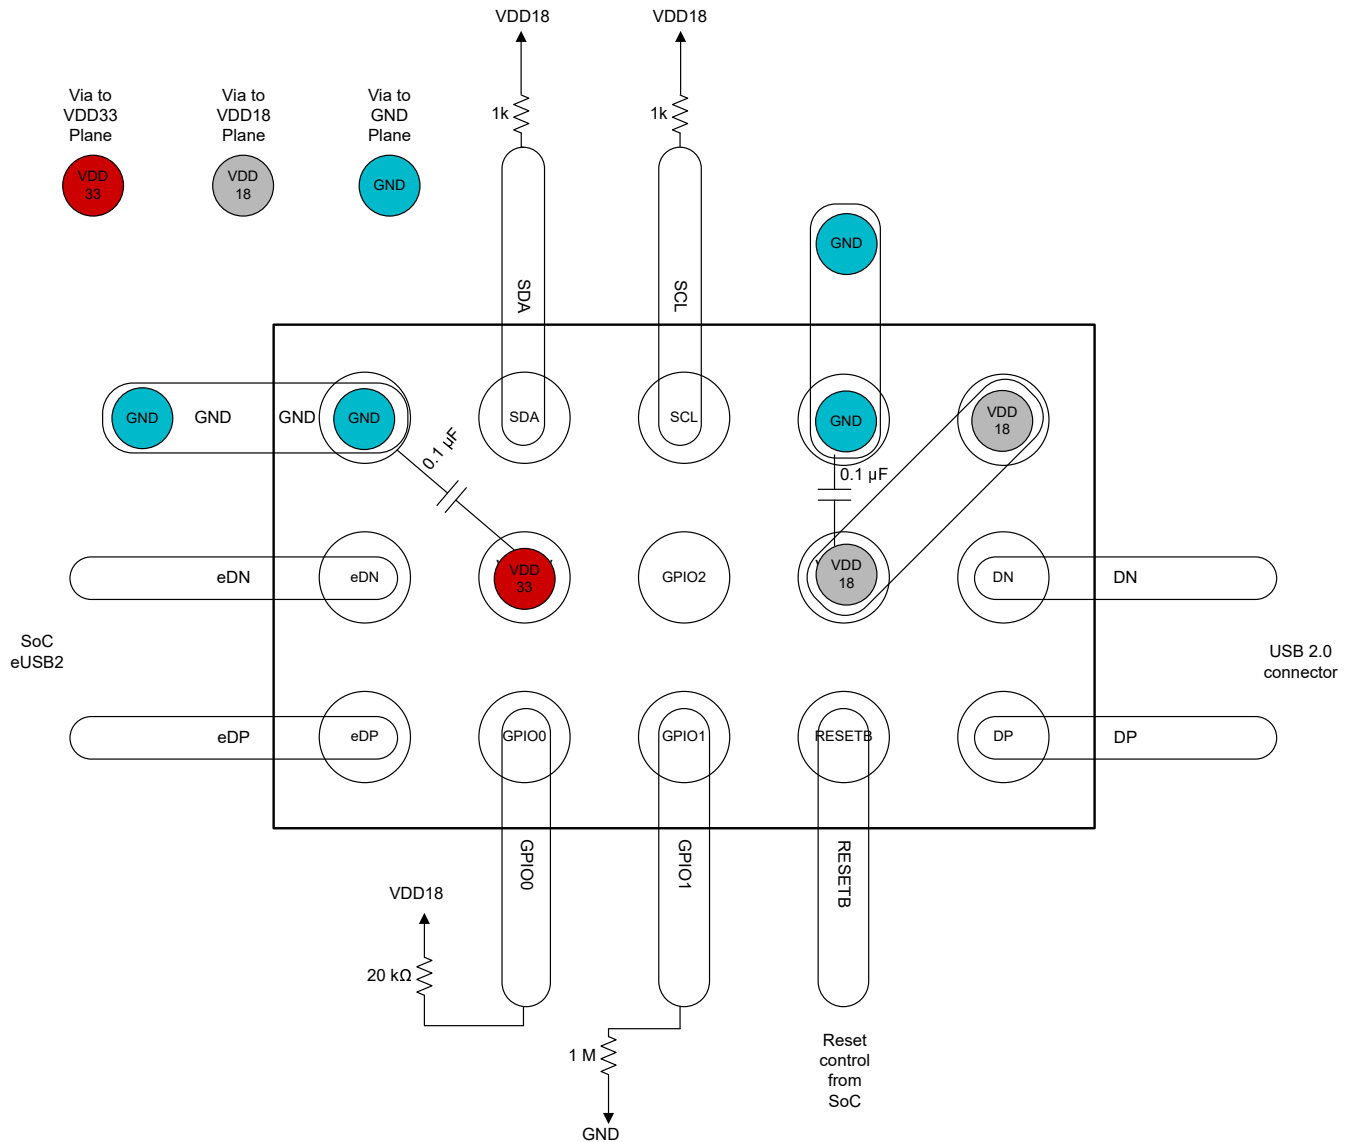 VDD18
VDD18
Via to
VDD33
Plane
Via to
VDD18
Plane
Via to
GND
Plane
1k
1k
VDD
33
VDD
18
GND
GND
SDA
SCL
GND
GND
GND
GND
SDA
SCL
GND
VDD
18
0.1 µF
0.1 µF
eDN
eDN
VDD
33
GPIO2
VDD
18
DN
DN
SoC
eUSB2
USB 2.0
connector
eDP
eDP
GPIO0
GPIO1
RESETB
DP
DP
GPIO0
GPIO1
RESETB
VDD18
20 kΩ
1 M
GND
Reset
control
from
SoC